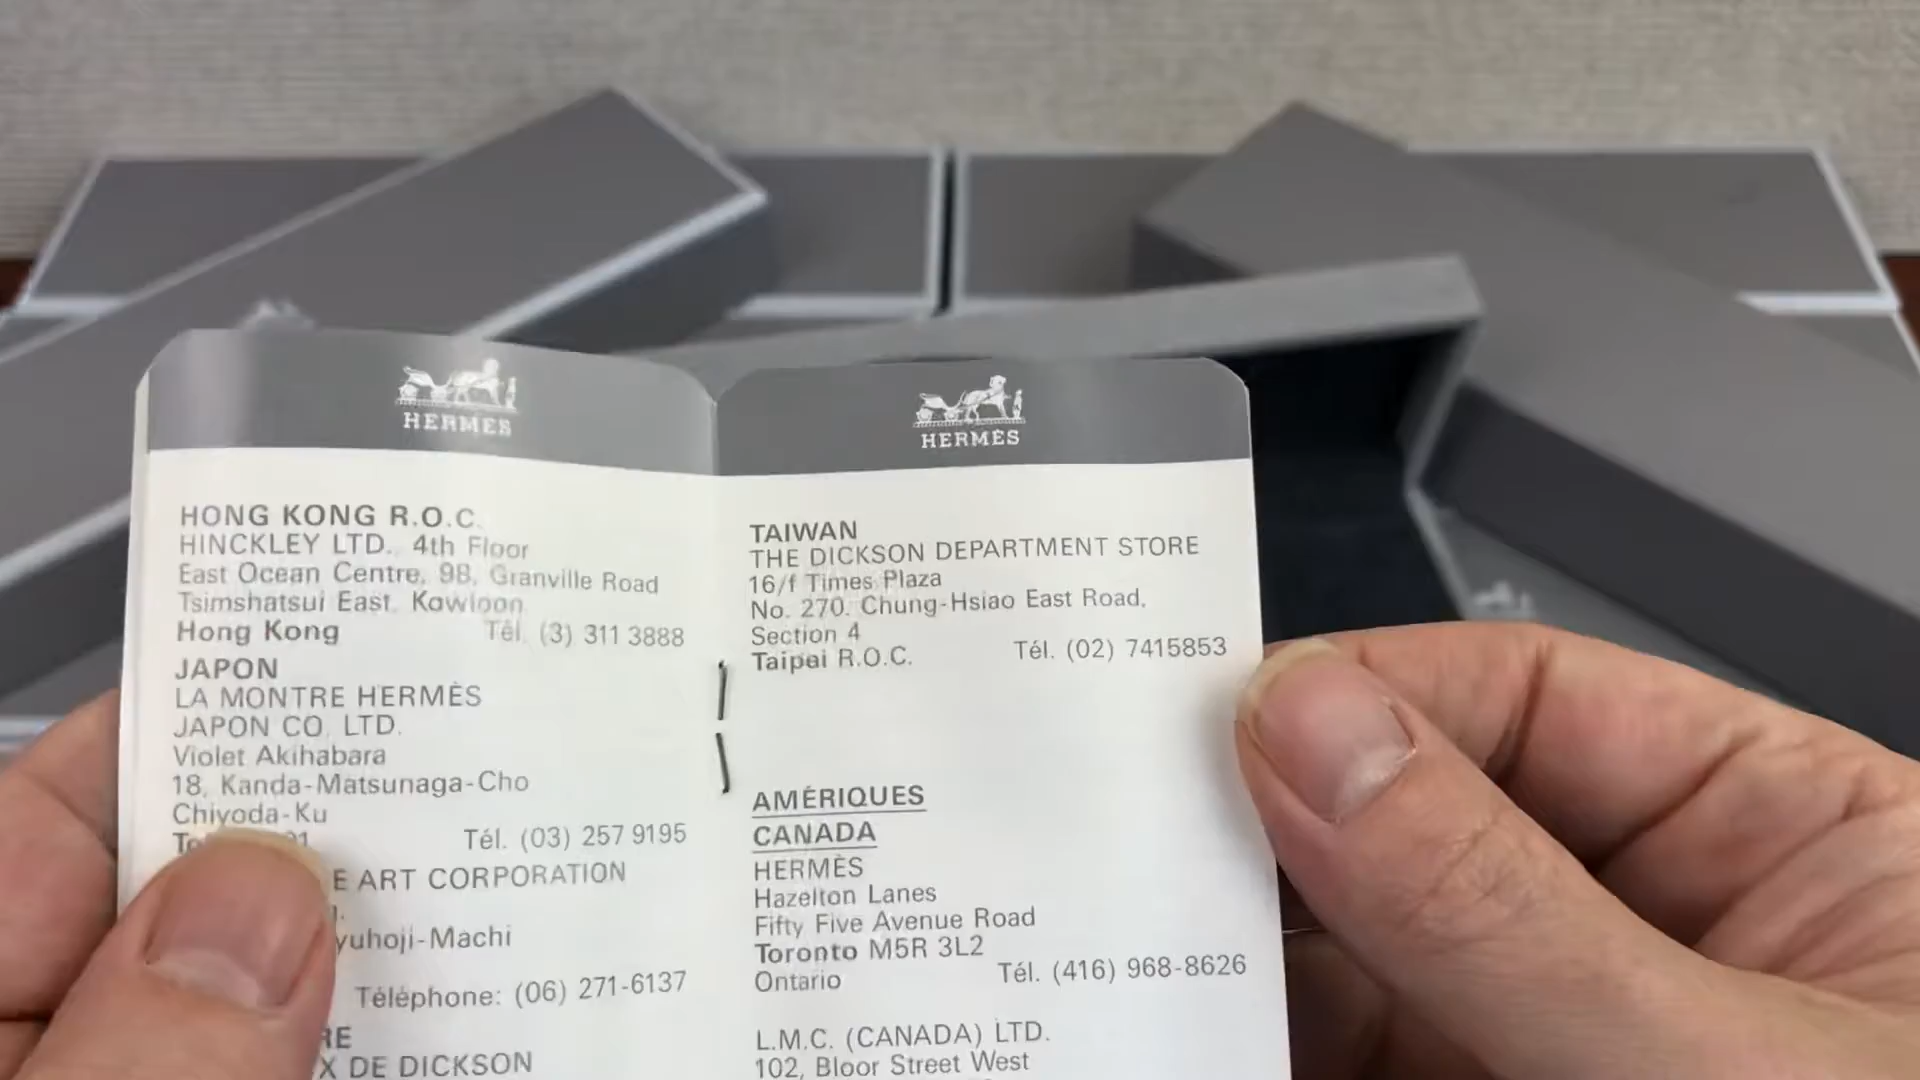 HERMES
HONG KONG R.O.C.
HINCKLEY LTD., 4th Floor
East Ocean Centre, 98, Granville Road
Tsimshatsui East, Kowloon
Hong Kong Tél. (3) 311 3888
JAPON
LA MONTRE HERMÈS
JAPON CO. LTD.
Violet Akihabara
18, Kanda-Matsunaga-Cho
Chiyoda-Ku
Tél. (03) 257 9195
ART CORPORATION
Téléphone: (06) 271-6137
DE DICKSON
HERMÈS
TAIWAN
THE DICKSON DEPARTMENT STORE
16/f Times Plaza
No. 270. Chung-Hsiao East Road,
Section 4
Taipei R.O.C. Tél. (02) 7415853
AMÉRIQUES
CANADA
HERMÈS
Hazelton Lanes
Fifty Five Avenue Road
Toronto M5R 3L2
Ontario Tél. (416) 968-8626
L.M.C. (CANADA) LTD.
102, Bloor Street West